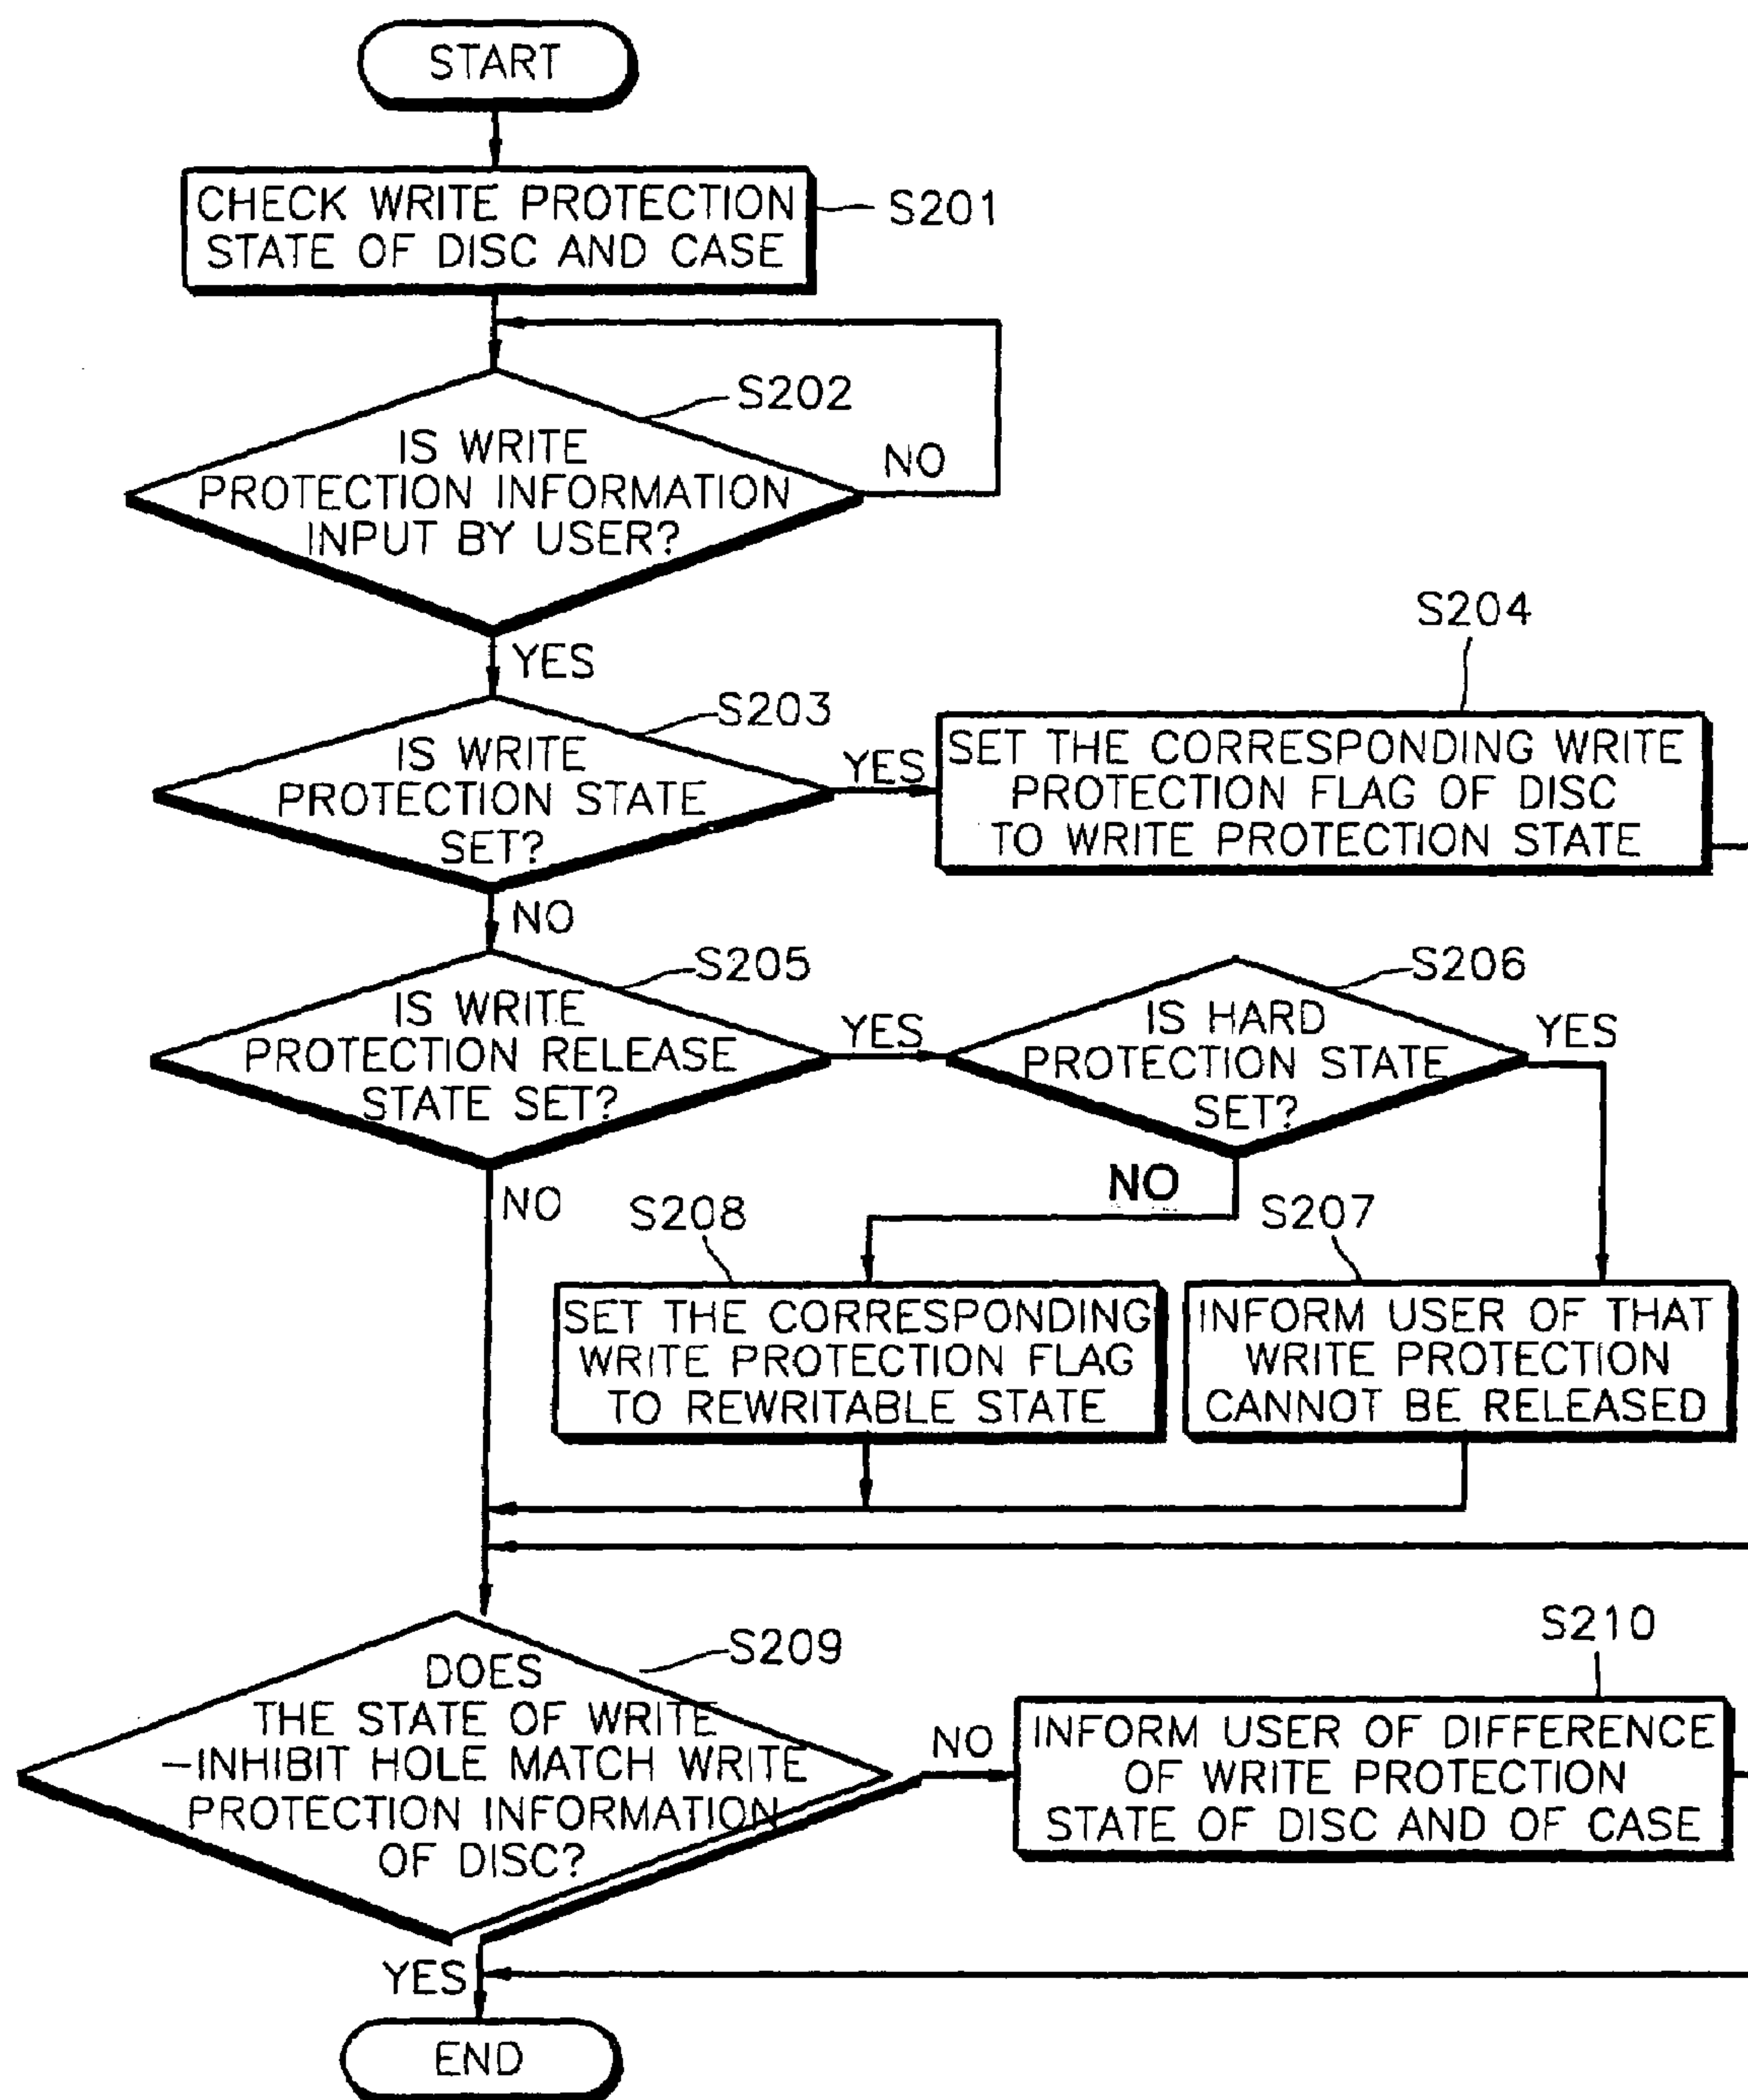 START
CHECK WRITE PROTECTION
STATE OF DISC AND CASE
S201
S202
IS WRITE
PROTECTION INFORMATION
INPUT BY USER?
NO
YES
S203
IS WRITE
PROTECTION STATE
SET?
YES
S204
SET THE CORRESPONDING WRITE
PROTECTION FLAG OF DISC
TO WRITE PROTECTION STATE
NO
S205
IS WRITE
PROTECTION RELEASE
STATE SET?
YES
S206
IS HARD
PROTECTION STATE
SET?
YES
NO
NO
S208
SET THE CORRESPONDING
WRITE PROTECTION FLAG
TO REWRITABLE STATE
S207
INFORM USER OF THAT
WRITE PROTECTION
CANNOT BE RELEASED
S209
DOES
THE STATE OF WRITE
-INHIBIT HOLE MATCH WRITE
PROTECTION INFORMATION
OF DISC?
NO
S210
INFORM USER OF DIFFERENCE
OF WRITE PROTECTION
STATE OF DISC AND OF CASE
YES
END